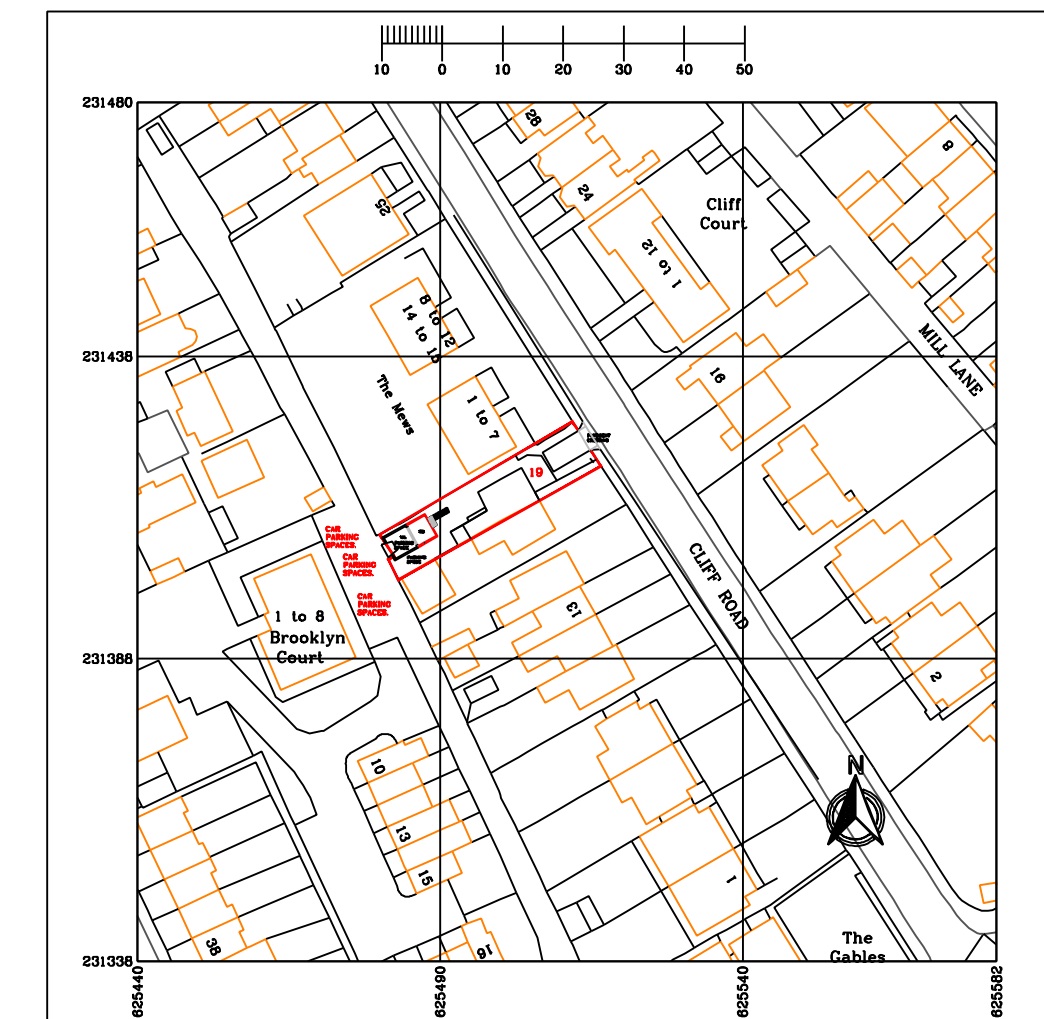 10 0 10 20 30 40 50
231480
28
8
24
25
Cliff
Court
1 to 12
8 to 12
14 to 15
231438
MILL LANE
16
The Mews
1 to 7
19
CAR
PARKING
SPACES.
CAR
PARKING
SPACES.
CAR
PARKING
SPACES.
CLIFF ROAD
13
1 to 8
Brooklyn
Court
231388
2
10
N
13
15
1
38
16
The
Gables
231338
625440
625490
625540
625582